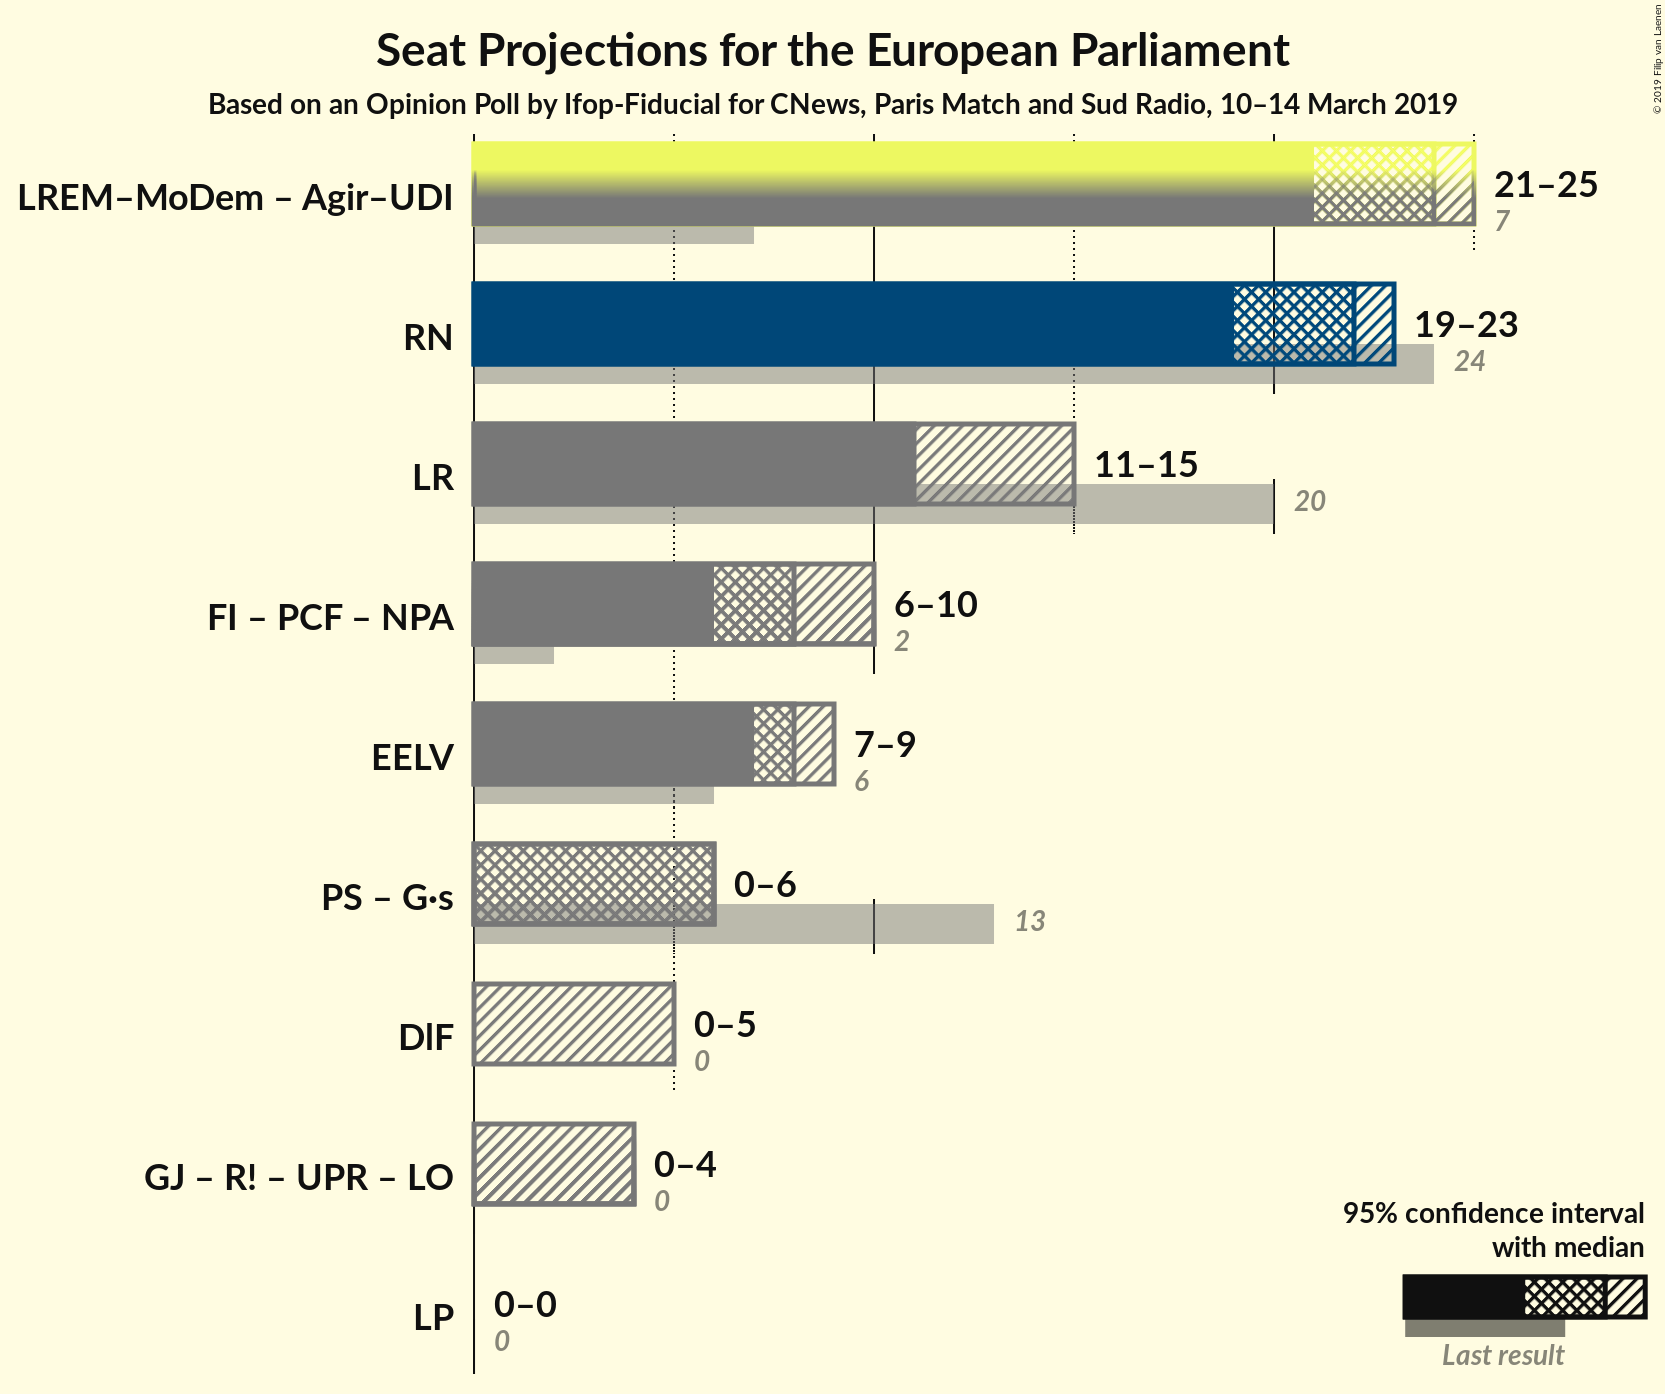 Seat Projections for the European Parliament
Based on an Opinion Poll by Ifop-Fiducial for CNews, Paris Match and Sud Radio, 10–14 March 2019
© 2019 Filip van Laenen
LREM–MoDem – Agir–UDI
21–25
7
RN
19–23
24
LR
11–15
20
FI – PCF – NPA
6–10
2
EELV
7–9
6
PS – G·s
0–6
13
DlF
0–5
0
GJ – R! – UPR – LO
0–4
0
LP
0–0
0
95% confidence interval
with median
Last result